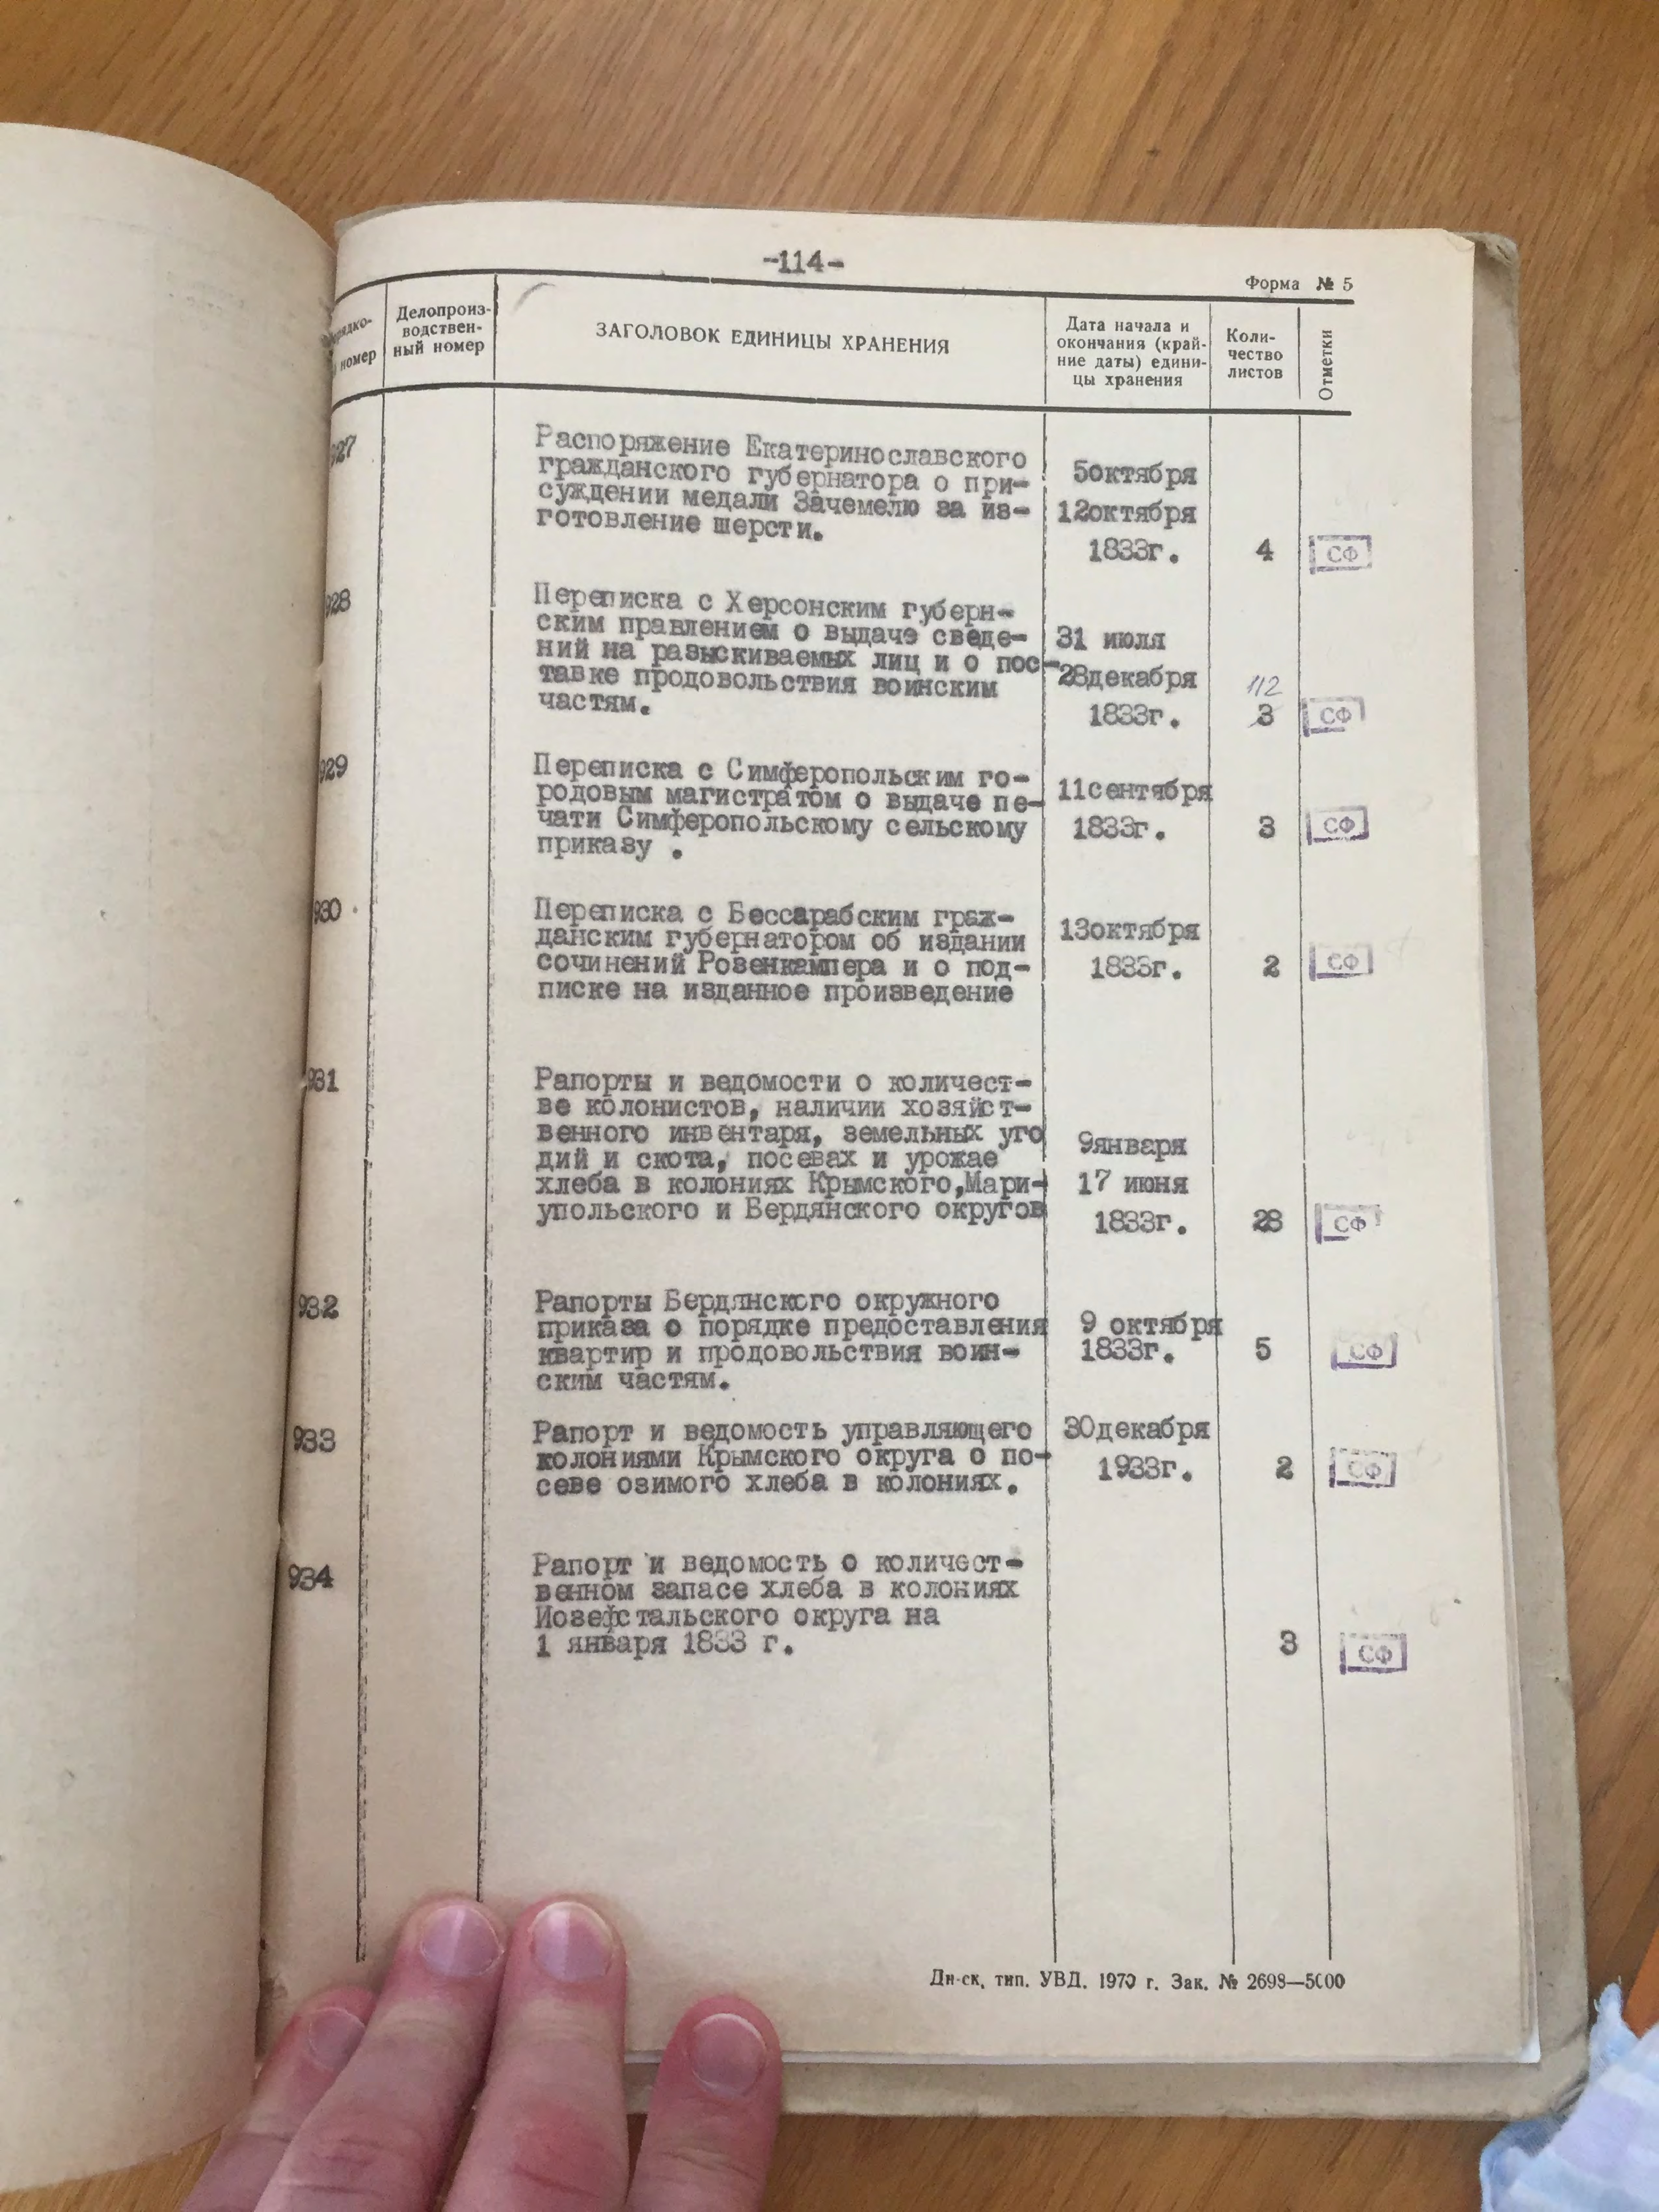 -114-
Форма № 5
номер
Делопроиз-
водствен-
ный номер
ЗАГОЛОВОК ЕДИНИЦЫ ХРАНЕНИЯ
Дата начала и
окончания (край-
ние даты) едини-
цы хранения
Коли-
чество
листов
Отметки
927
Распоряжение Екатеринославского
гражданского губернатора о при-
суждении медали Зачемелю за из-
готовление шерсти.
5октября
12октября
1833г.
4
СФ
928
Переписка с Херсонским губерн-
ским правлением о выдаче сведе-
ний на разыскиваемых лиц и о пос-
тавке продовольствия воинским
частям.
31 июля
28декабря
1833г.
112
3
СФ
929
Переписка с Симферопольским го-
родовым магистратом о выдаче пе-
чати Симферопольскому сельскому
приказу .
11сентября
1833г.
3
СФ
930
Переписка с Бессарабским граж-
данским губернатором об издании
сочинений Розенкампера и о под-
писке на изданное произведение
13октября
1833г.
2
СФ
931
Рапорты и ведомости о количест-
ве колонистов, наличии хозяйст-
венного инвентаря, земельных уго
дий и скота, посевах и урожае
хлеба в колониях Крымского,Мари-
упольского и Бердянского округов
9января
17 июня
1833г.
28
СФ
932
Рапорты Бердянского окружного
приказа о порядке предоставления
квартир и продовольствия воин-
ским частям.
9 октября
1833г.
5
СФ
933
Рапорт и ведомость управляющего
колониями Крымского округа о по-
севе озимого хлеба в колониях.
30декабря
1933г.
2
СФ
934
Рапорт и ведомость о количест-
венном запасе хлеба в колониях
Иозефстальского округа на
1 января 1833 г.
3
СФ
Дн-ск, тип. УВД. 1970 г. Зак. № 2698—5000